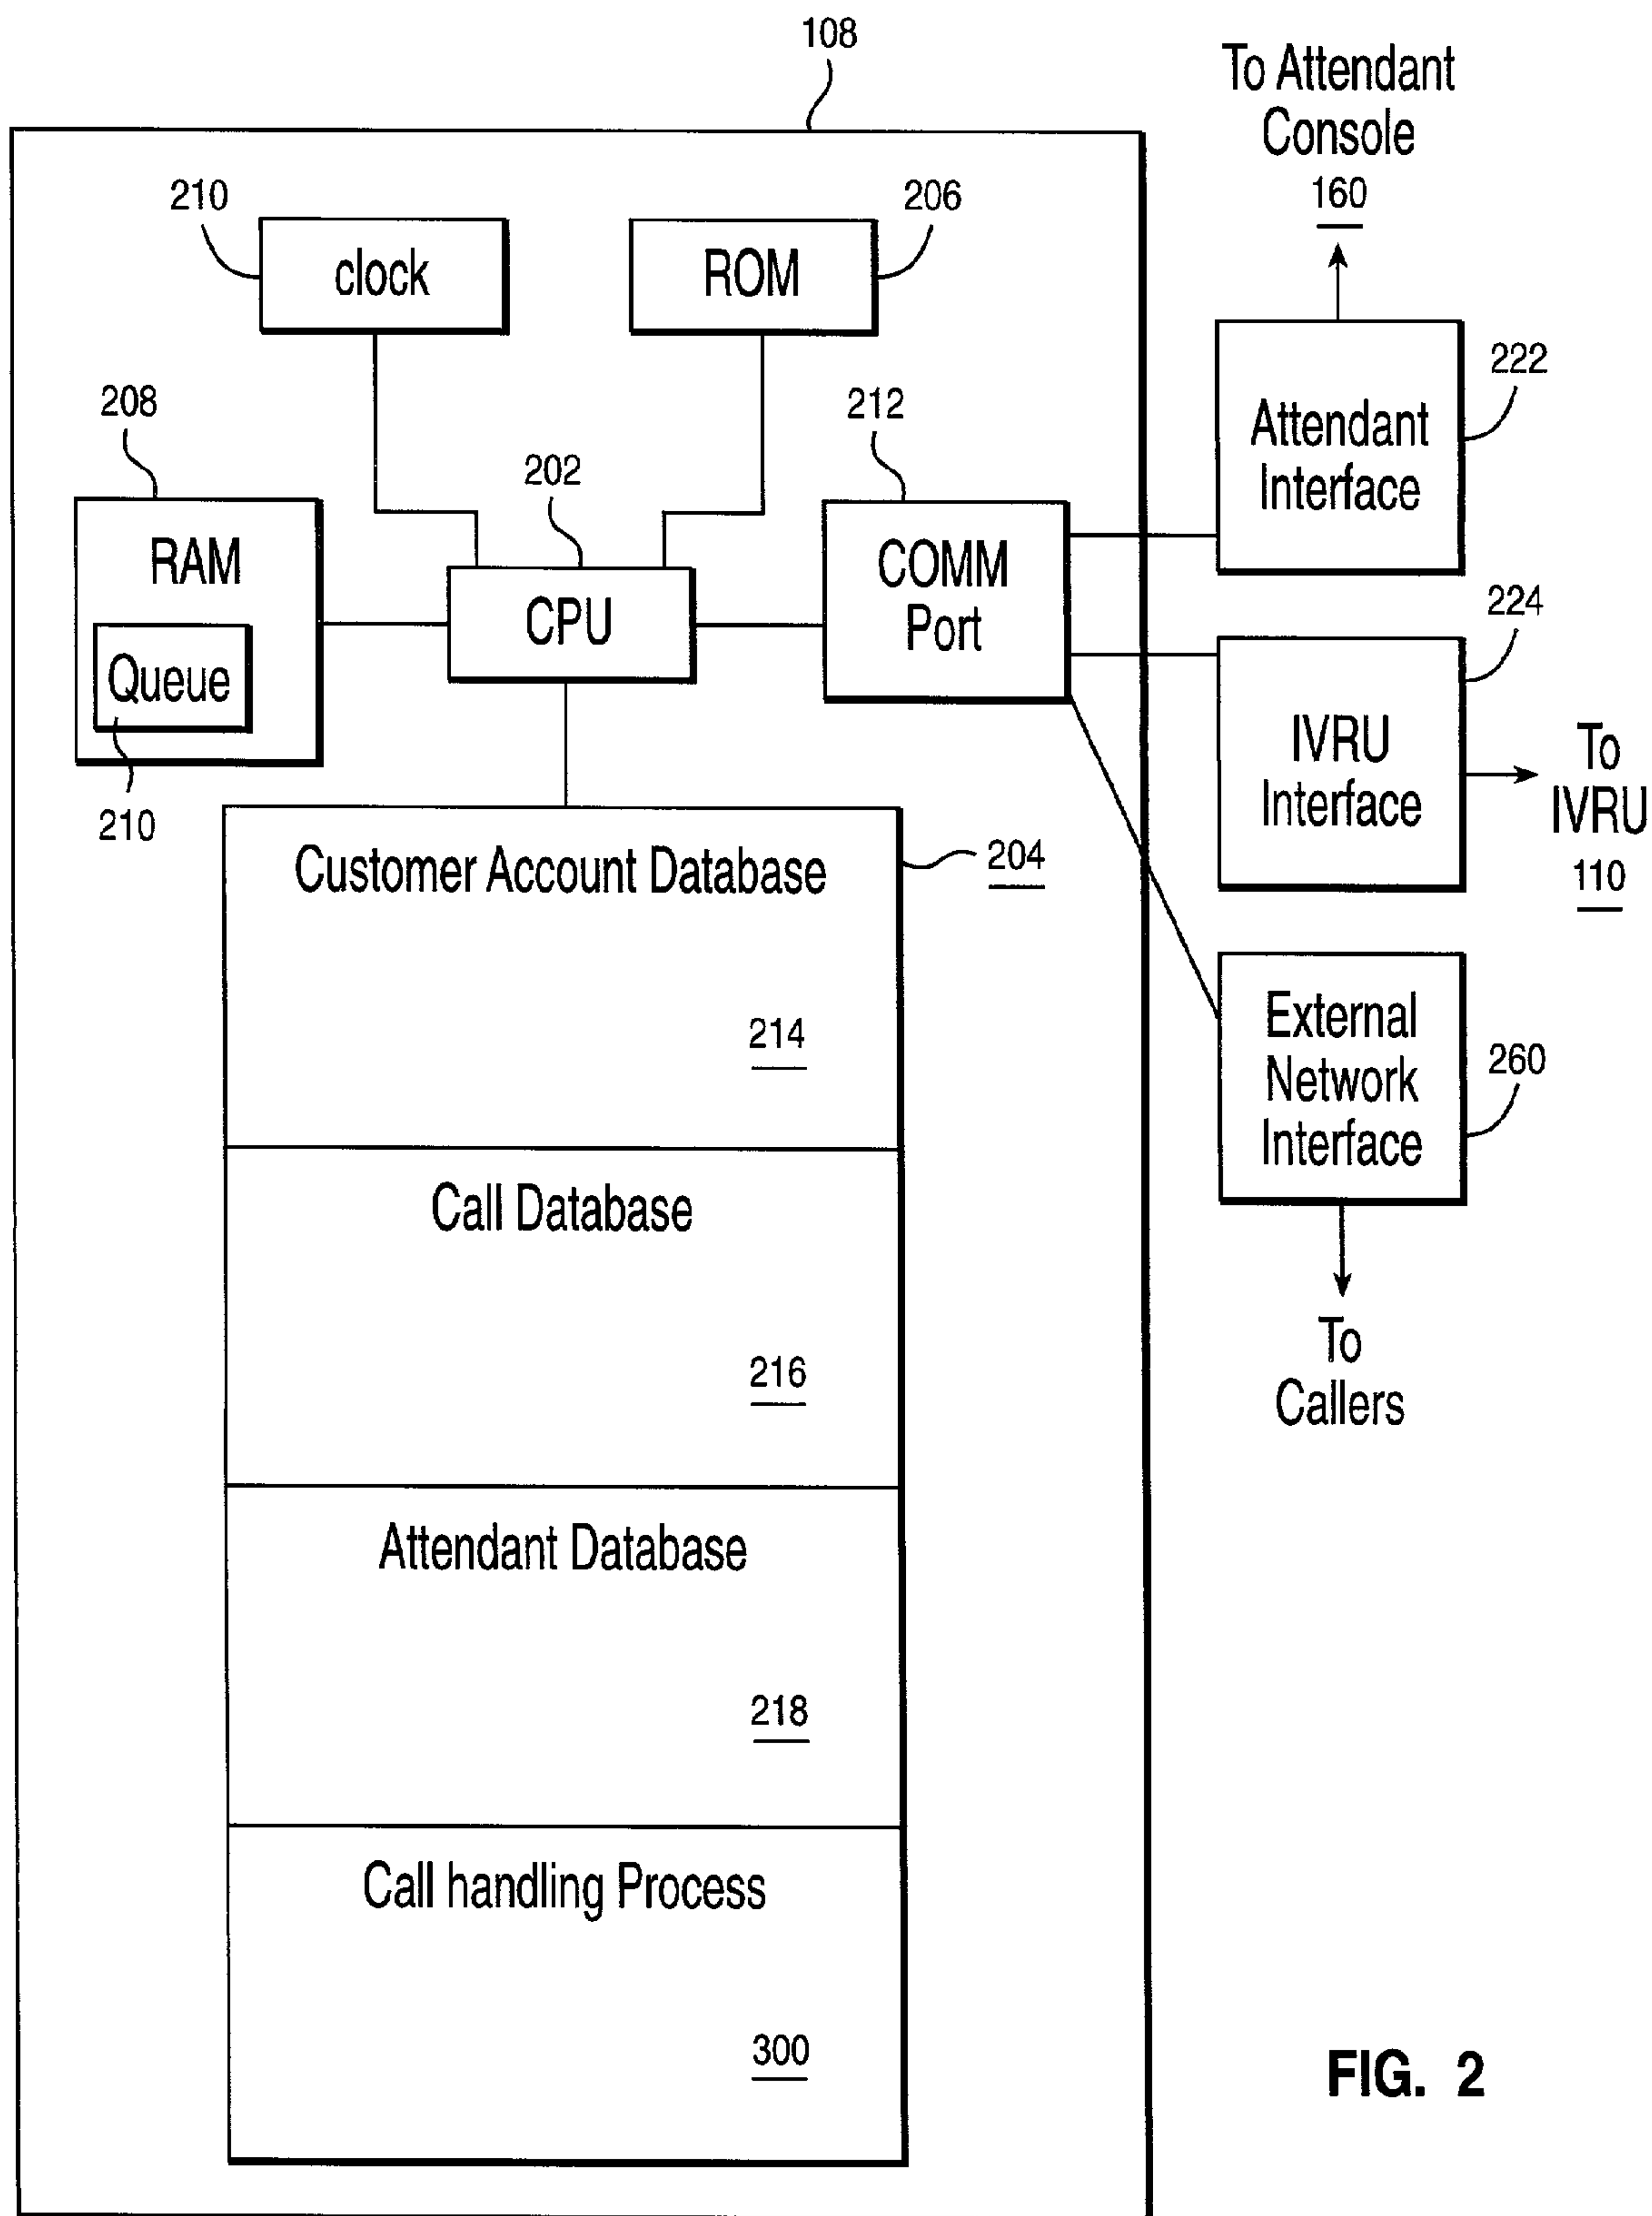 108
To Attendant
Console
160
210
clock
ROM
206
222
Attendant
Interface
208
RAM
Queue
210
202
CPU
212
COMM
Port
224
IVRU
Interface
To
IVRU
110
Customer Account Database
204
214
External
Network
Interface
260
To
Callers
Call Database
216
Attendant Database
218
Call handling Process
300
FIG. 2